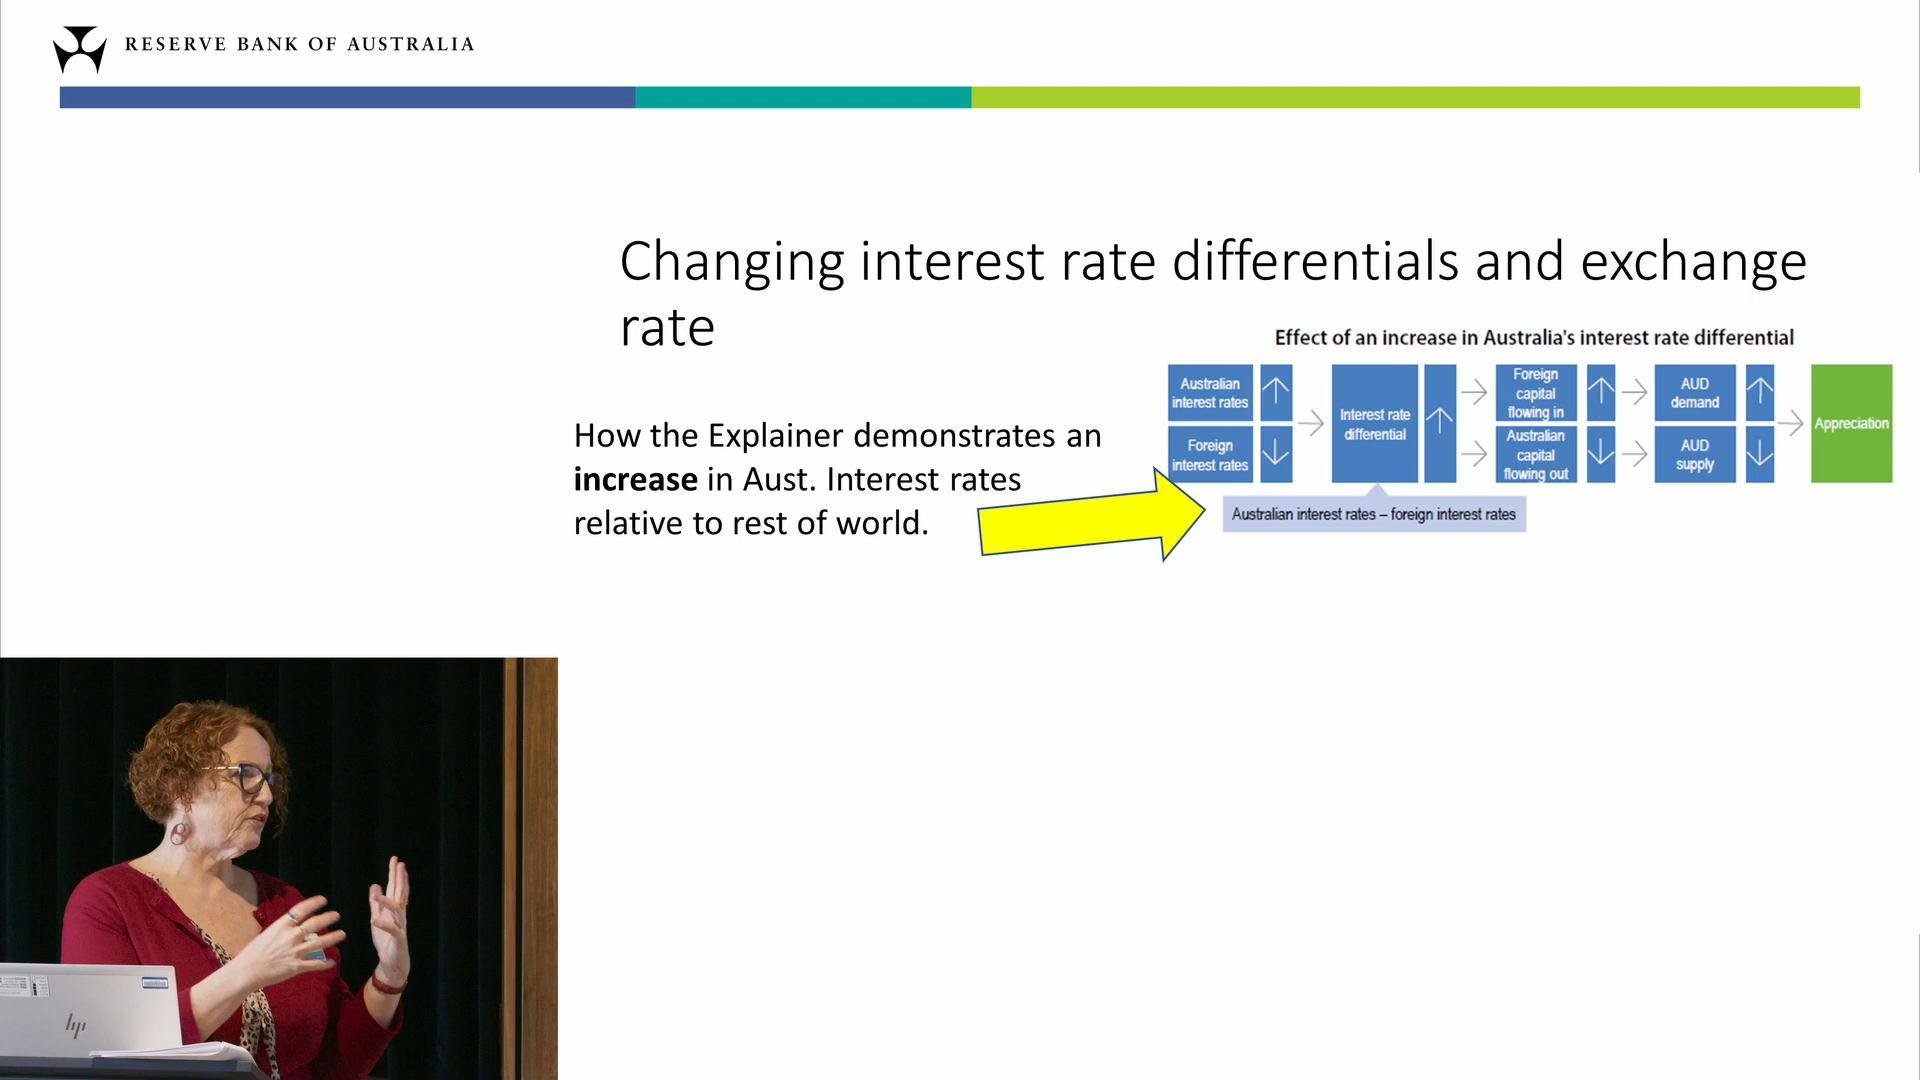 RESERVE BANK OF AUSTRALIA
Changing interest rate differentials and exchange
rate
Effect of an increase in Australia's interest rate differential
How the Explainer demonstrates an
increase in Aust. Interest rates
relative to rest of world.
Australian
interest rates
Foreign
interest rates
Interest rate
differential
Foreign
capital
flowing in
Australian
capital
flowing out
AUD
demand
AUD
supply
Appreciation
Australian interest rates – foreign interest rates
hp